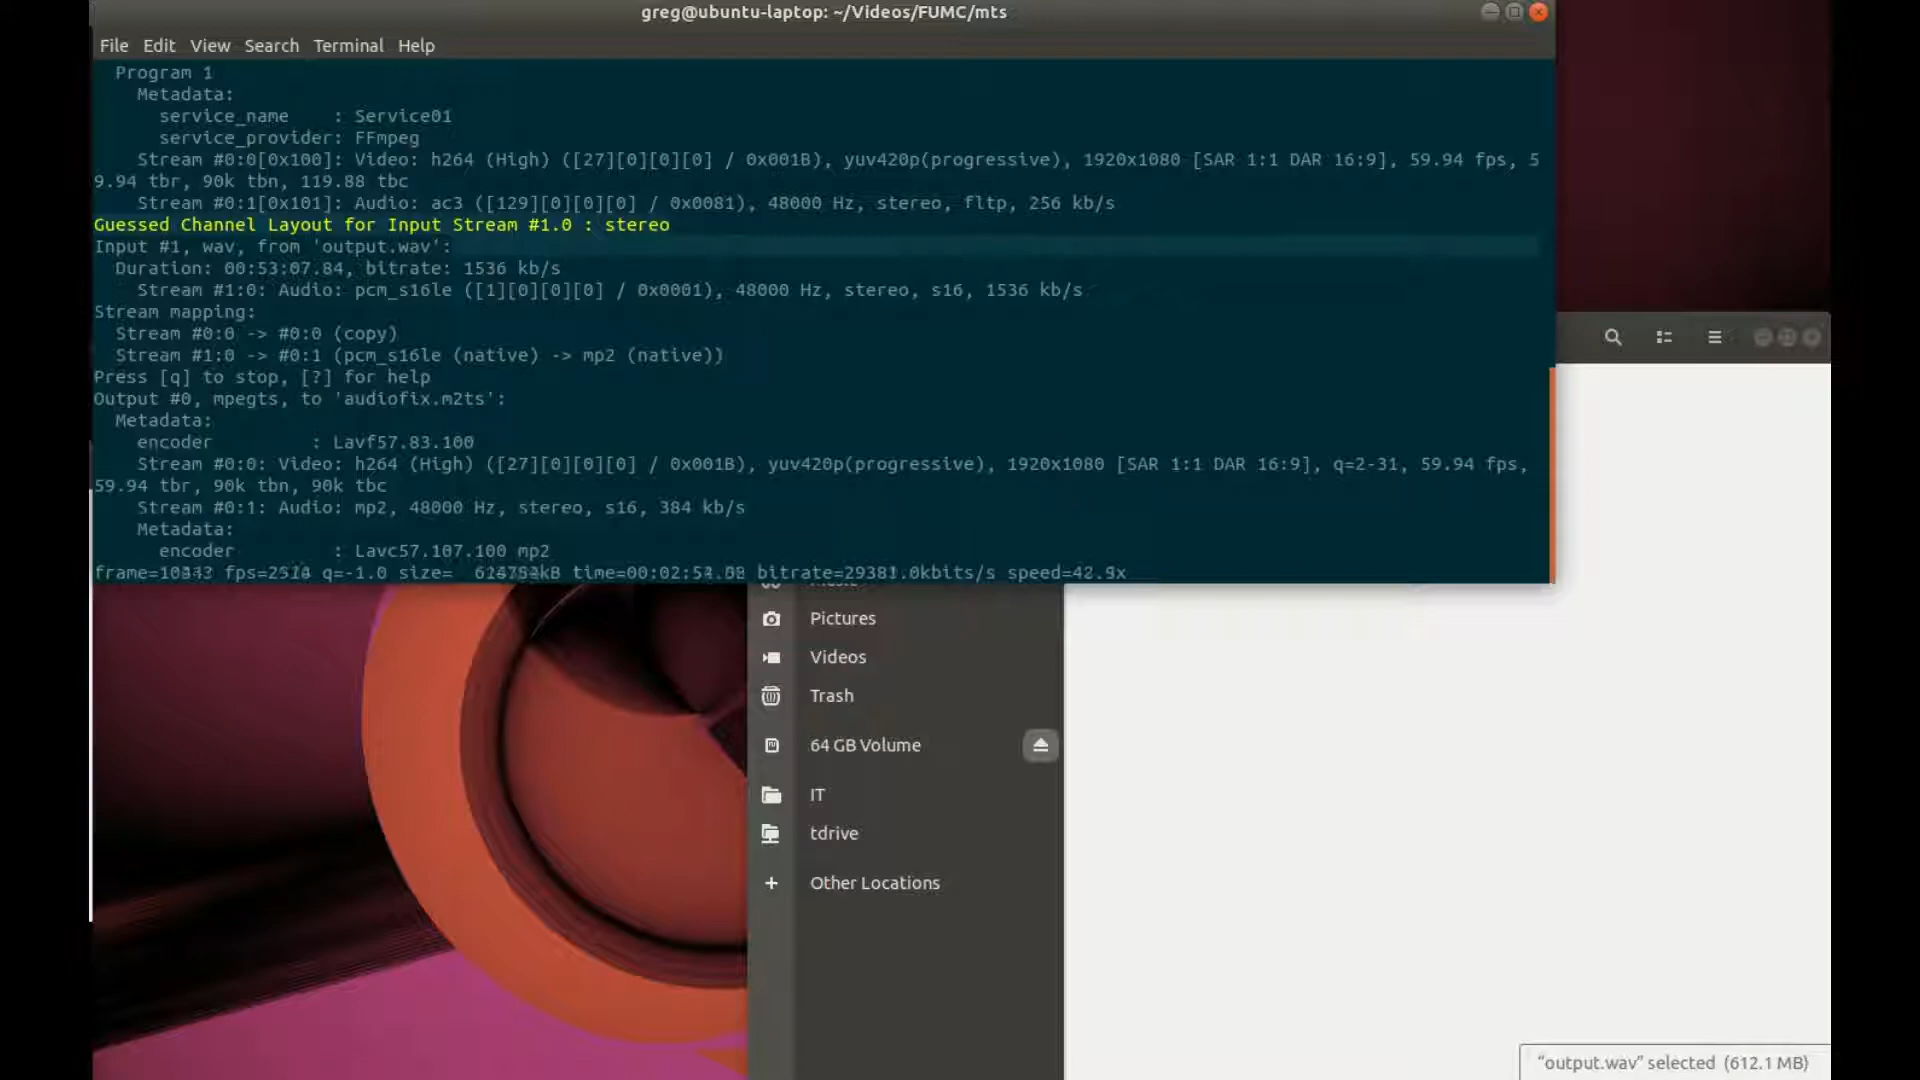 greg@ubuntu-laptop: ~/Videos/FUMC/mts
File Edit View Search Terminal Help
Program 1
Metadata:
service_name : Service01
service_provider: FFmpeg
Stream #0:0[0x100]: Video: h264 (High) ([27][0][0][0] / 0x001B), yuv420p(progressive), 1920x1080 [SAR 1:1 DAR 16:9], 59.94 fps, 5
9.94 tbr, 90k tbn, 119.88 tbc
Stream #0:1[0x101]: Audio: ac3 ([129][0][0][0] / 0x0081), 48000 Hz, stereo, fltp, 256 kb/s
Guessed Channel Layout for Input Stream #1.0 : stereo
Input #1, wav, from 'output.wav':
Duration: 00:53:07.84, bitrate: 1536 kb/s
Stream #1:0: Audio: pcm_s16le ([1][0][0][0] / 0x0001), 48000 Hz, stereo, s16, 1536 kb/s
Stream mapping:
Stream #0:0 -> #0:0 (copy)
Stream #1:0 -> #0:1 (pcm_s16le (native) -> mp2 (native))
Press [q] to stop, [?] for help
Output #0, mpegts, to 'audiofix.m2ts':
Metadata:
encoder : Lavf57.83.100
Stream #0:0: Video: h264 (High) ([27][0][0][0] / 0x001B), yuv420p(progressive), 1920x1080 [SAR 1:1 DAR 16:9], q=2-31, 59.94 fps,
59.94 tbr, 90k tbn, 90k tbc
Stream #0:1: Audio: mp2, 48000 Hz, stereo, s16, 384 kb/s
Metadata:
encoder : Lavc57.107.100 mp2
q=-1.0 size=
Pictures
Videos
Trash
64 GB Volume
IT
tdrive
+ Other Locations
"output.wav" selected (612.1 MB)